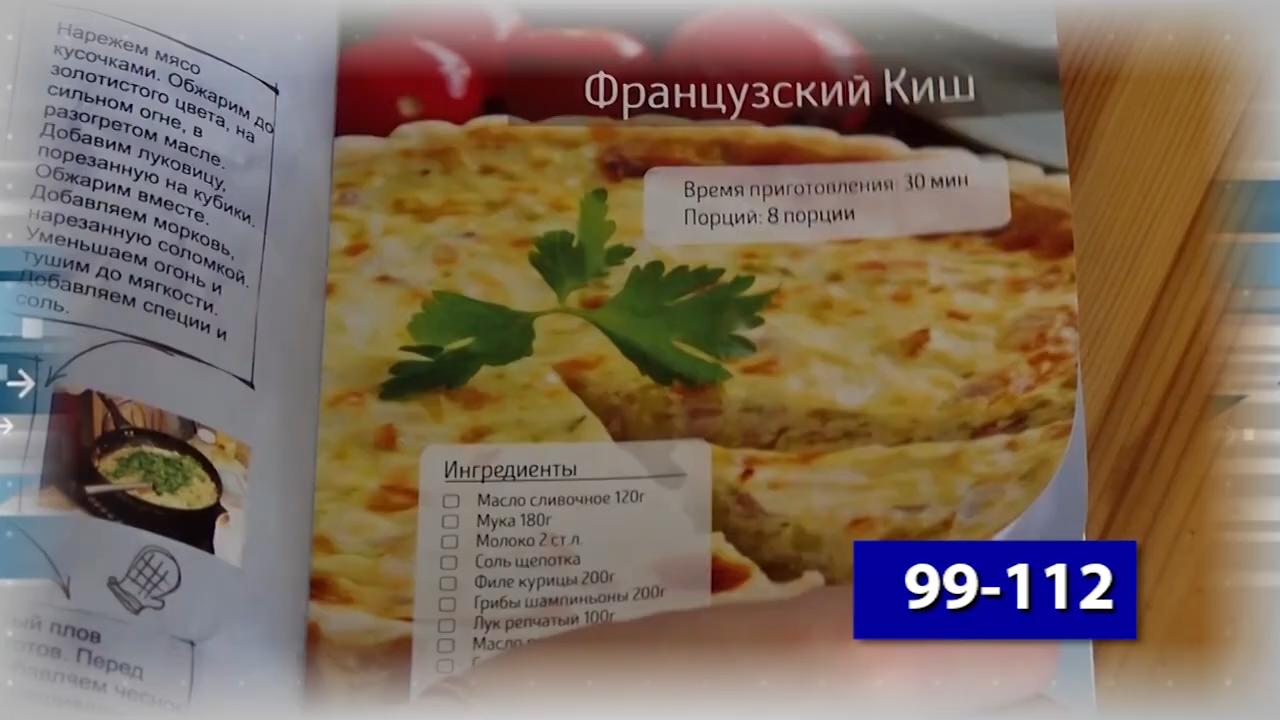 Нарежем мясо
кусочками. Обжарим до
золотистого цвета, на
сильном огне, в
разогретом масле.
Добавим луковицу,
порезанную на кубики.
Обжарим вместе.
Добавляем морковь,
нарезанную соломкой.
Уменьшаем огонь и
тушим до мягкости.
Добавляем специи и
соль.
плов
Перед
Французский Киш
Время приготовления: 30 мин
Порций: 8 порции
Ингредиенты
Масло сливочное 120г
Мука 180г
Молоко 2 ст.л.
Соль щепотка
Филе курицы 200г
Грибы шампиньоны 200г
Лук репчатый 100г
Масло
99-112